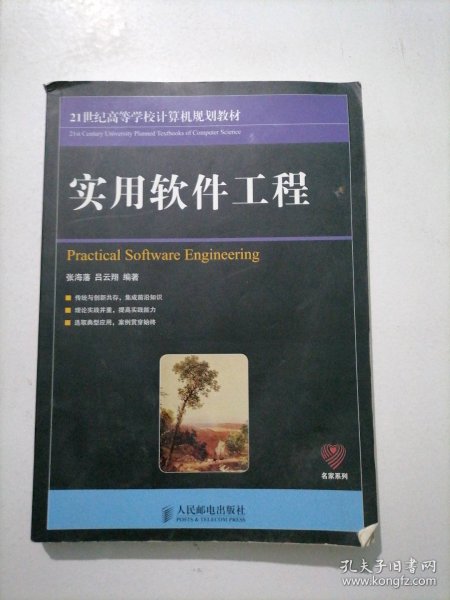 21世纪高等学校计算机规划教材
21st Century University Planned Textbooks of Computer Science
实用软件工程
Practical Software Engineering
张海藩 吕云翔 编著
传统与创新共存，集成前沿知识
理论实践并重，提高实践能力
选取典型应用，案例贯穿始终
名家系列
人民邮电出版社
POSTS & TELECOM PRESS
孔夫子旧书网
www.kongfz.com